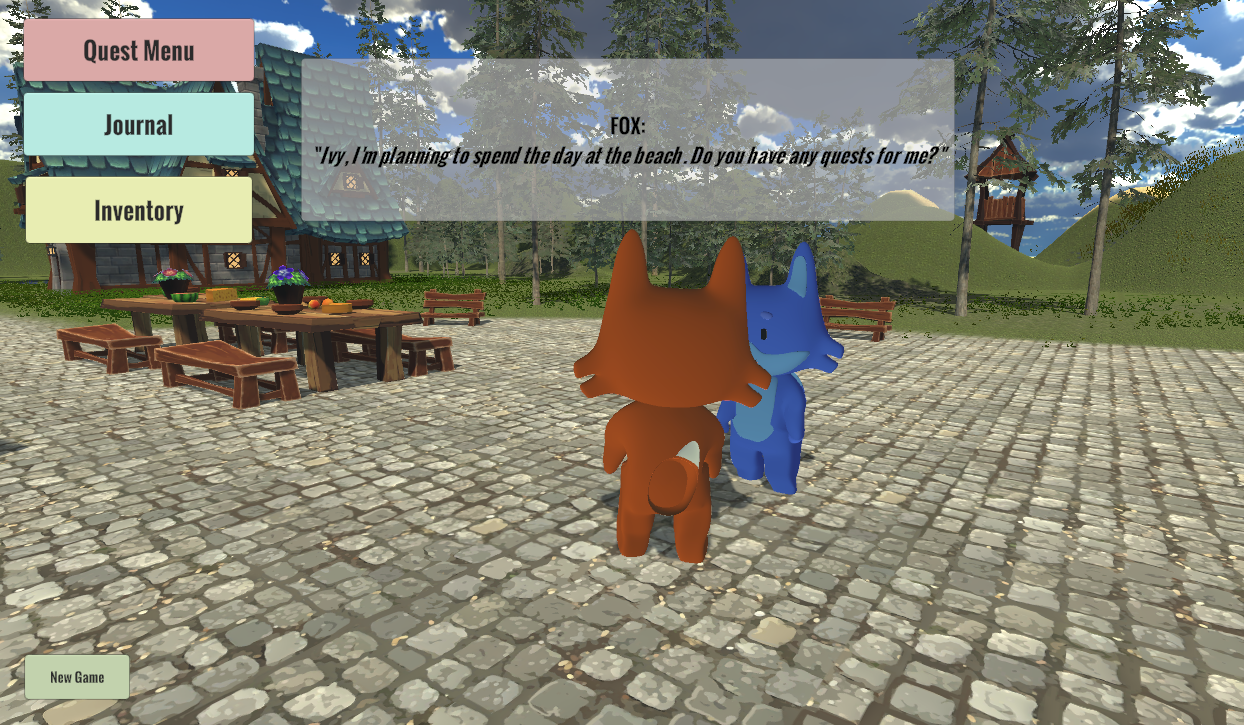 Quest Menu
Journal
Inventory
FOX:
"Ivy, I'm planning to spend the day at the beach. Do you have any quests for me?"
New Game